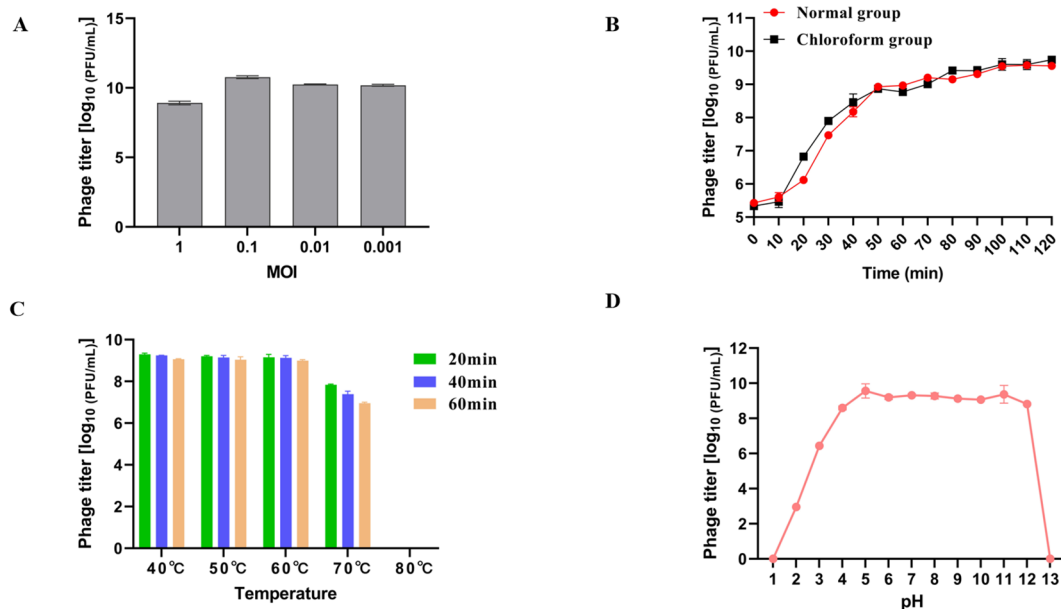 A
Phage titer [log10 (PFU/mL)]
15
10
5
0
1 0.1 0.01 0.001
MOI
B
Normal group
Chloroform group
Phage titer [log10 (PFU/mL)]
11
10
9
8
7
6
5
0 10 20 30 40 50 60 70 80 90 100 110 120
Time (min)
C
Phage titer [log10 (PFU/mL)]
10
8
6
4
2
0
20min
40min
60min
40℃ 50℃ 60℃ 70℃ 80℃
Temperature
D
Phage titer [log10 (PFU/mL)]
12
10
8
6
4
2
0
1 2 3 4 5 6 7 8 9 10 11 12 13
pH